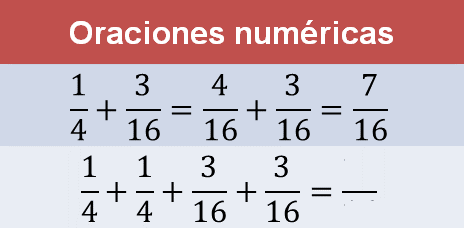 Oraciones numéricas
1/4 + 3/16 = 4/16 + 3/16 = 7/16
1/4 + 1/4 + 3/16 + 3/16 = —